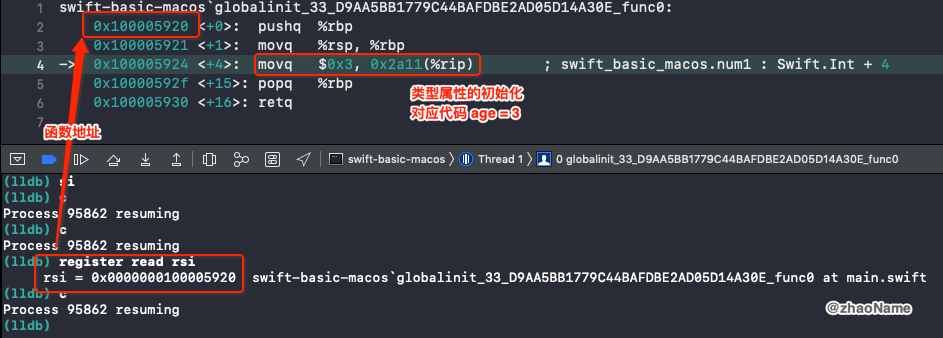 swift-basic-macos`globalinit_33_D9AA5BB1779C44BAFDBE2AD05D14A30E_func0:
2 0x100005920 <+0>: pushq %rbp
3 0x100005921 <+1>: movq %rsp, %rbp
4 -> 0x100005924 <+4>: movq $0x3, 0x2a11(%rip) ; swift_basic_macos.num1 : Swift.Int + 4
5 0x10000592f <+15>: popq %rbp
6 0x100005930 <+16>: retq
7
类型属性的初始化
对应代码 age = 3
函数地址
swift-basic-macos Thread 1 0 globalinit_33_D9AA5BB1779C44BAFDBE2AD05D14A30E_func0
(lldb) si
(lldb) c
Process 95862 resuming
(lldb) c
Process 95862 resuming
(lldb) register read rsi
rsi = 0x0000000100005920 swift-basic-macos`globalinit_33_D9AA5BB1779C44BAFDBE2AD05D14A30E_func0 at main.swift
(lldb) c
Process 95862 resuming
(lldb)
@zhaoName